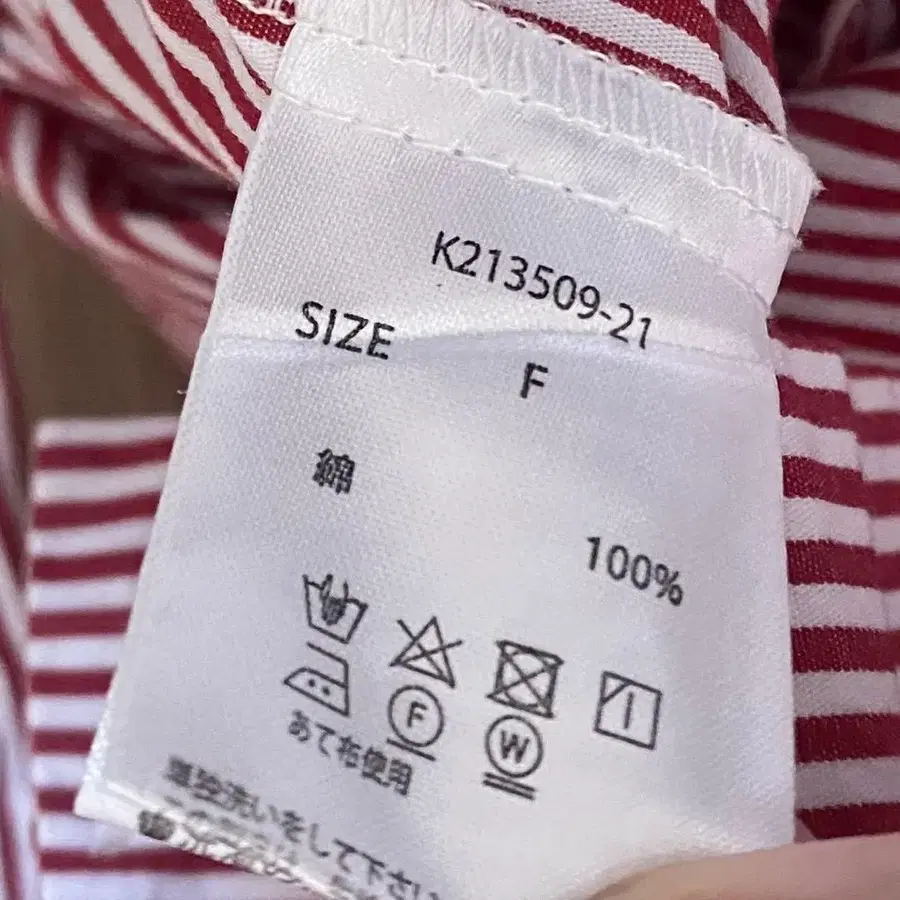 K213509-21
SIZE F
綿 100%
F
W
あて布使用
単独洗いをして下さい